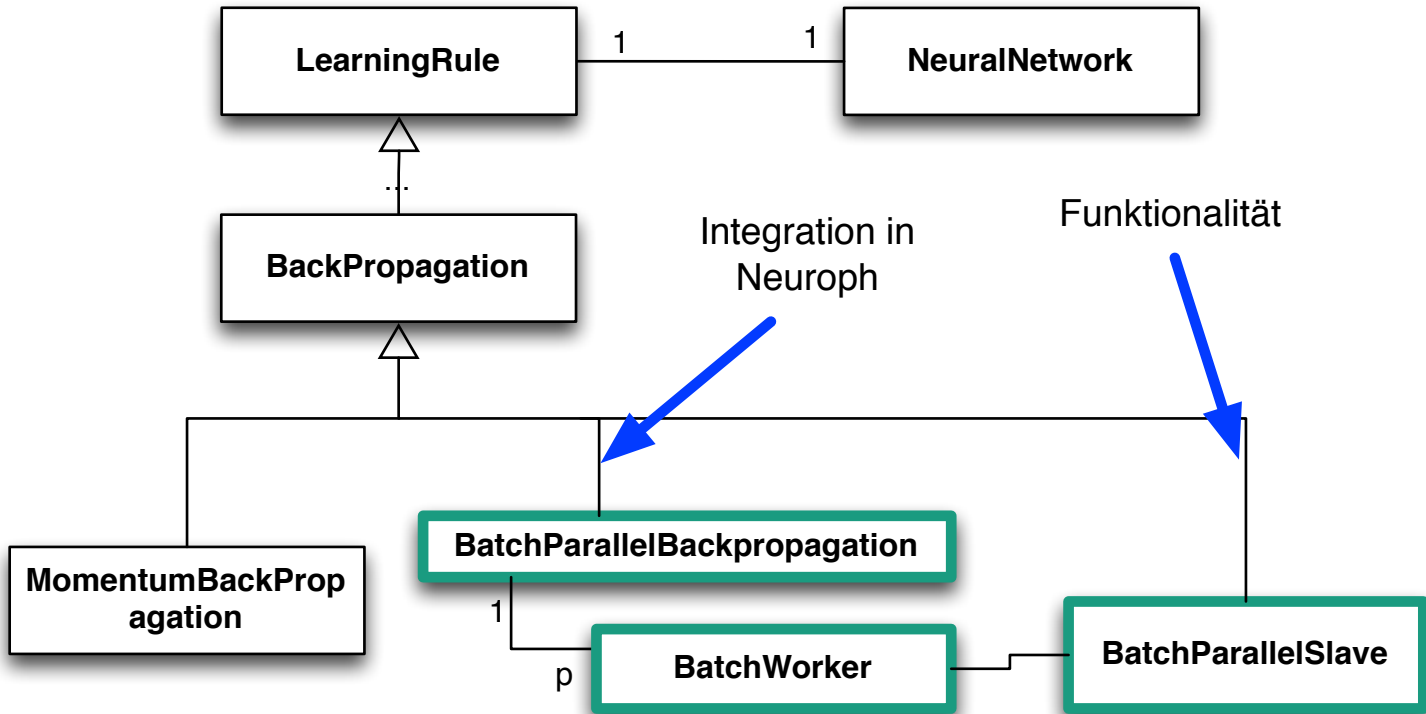 LearningRule
1
1
NeuralNetwork
...
BackPropagation
Integration in
Neuroph
Funktionalität
BatchParallelBackpropagation
MomentumBackProp
agation
1
p
BatchWorker
BatchParallelSlave